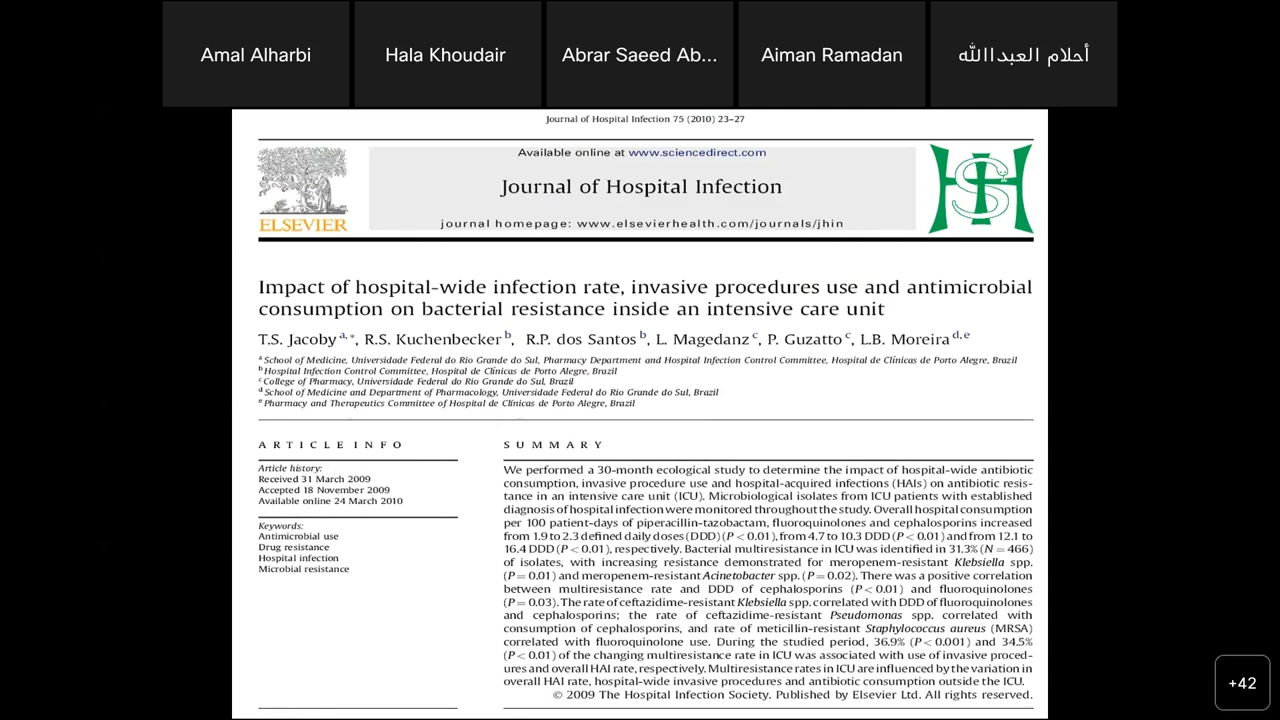 Amal Alharbi
Hala Khoudair
Abrar Saeed Ab...
Aiman Ramadan
أحلام العبداالله
Journal of Hospital Infection 75 (2010) 23–27
Available online at www.sciencedirect.com
Journal of Hospital Infection
journal homepage: www.elsevierhealth.com/journals/jhin
ELSEVIER
Impact of hospital-wide infection rate, invasive procedures use and antimicrobial
consumption on bacterial resistance inside an intensive care unit
T.S. Jacoby a,*, R.S. Kuchenbecker b, R.P. dos Santos b, L. Magedanz c, P. Guzatto c, L.B. Moreira d,e
a School of Medicine, Universidade Federal do Rio Grande do Sul, Pharmacy Department and Hospital Infection Control Committee, Hospital de Clínicas de Porto Alegre, Brazil
b Hospital Infection Control Committee, Hospital de Clínicas de Porto Alegre, Brazil
c College of Pharmacy, Universidade Federal do Rio Grande do Sul, Brazil
d School of Medicine and Department of Pharmacology, Universidade Federal do Rio Grande do Sul, Brazil
e Pharmacy and Therapeutics Committee of Hospital de Clínicas de Porto Alegre, Brazil
ARTICLE INFO
Article history:
Received 31 March 2009
Accepted 18 November 2009
Available online 24 March 2010
Keywords:
Antimicrobial use
Drug resistance
Hospital infection
Microbial resistance
SUMMARY
We performed a 30-month ecological study to determine the impact of hospital-wide antibiotic
consumption, invasive procedure use and hospital-acquired infections (HAIs) on antibiotic resis-
tance in an intensive care unit (ICU). Microbiological isolates from ICU patients with established
diagnosis of hospital infection were monitored throughout the study. Overall hospital consumption
per 100 patient-days of piperacillin-tazobactam, fluoroquinolones and cephalosporins increased
from 1.9 to 2.3 defined daily doses (DDD) (P < 0.01), from 4.7 to 10.3 DDD (P < 0.01) and from 12.1 to
16.4 DDD (P < 0.01), respectively. Bacterial multiresistance in ICU was identified in 31.3% (N = 466)
of isolates, with increasing resistance demonstrated for meropenem-resistant Klebsiella spp.
(P = 0.01) and meropenem-resistant Acinetobacter spp. (P = 0.02). There was a positive correlation
between multiresistance rate and DDD of cephalosporins (P < 0.01) and fluoroquinolones
(P = 0.03). The rate of ceftazidime-resistant Klebsiella spp. correlated with DDD of fluoroquinolones
and cephalosporins; the rate of ceftazidime-resistant Pseudomonas spp. correlated with
consumption of cephalosporins, and rate of meticillin-resistant Staphylococcus aureus (MRSA)
correlated with fluoroquinolone use. During the studied period, 36.9% (P < 0.001) and 34.5%
(P < 0.01) of the changing multiresistance rate in ICU was associated with use of invasive proced-
ures and overall HAI rate, respectively. Multiresistance rates in ICU are influenced by the variation in
overall HAI rate, hospital-wide invasive procedures and antibiotic consumption outside the ICU.
© 2009 The Hospital Infection Society. Published by Elsevier Ltd. All rights reserved.
+42